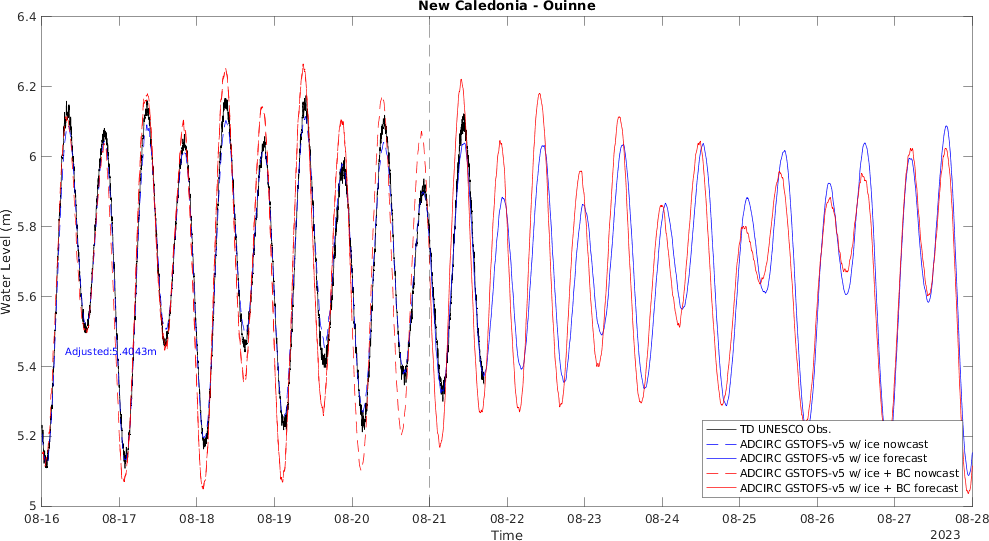 New Caledonia - Ouinne
6.4
6.2
6
5.8
5.6
5.4
5.2
5
Water Level (m)
Adjusted:5.4043m
TD UNESCO Obs.
ADCIRC GSTOFS-v5 w/ ice nowcast
ADCIRC GSTOFS-v5 w/ ice forecast
ADCIRC GSTOFS-v5 w/ ice + BC nowcast
ADCIRC GSTOFS-v5 w/ ice + BC forecast
08-16 08-17 08-18 08-19 08-20 08-21 08-22 08-23 08-24 08-25 08-26 08-27 08-28
Time
2023